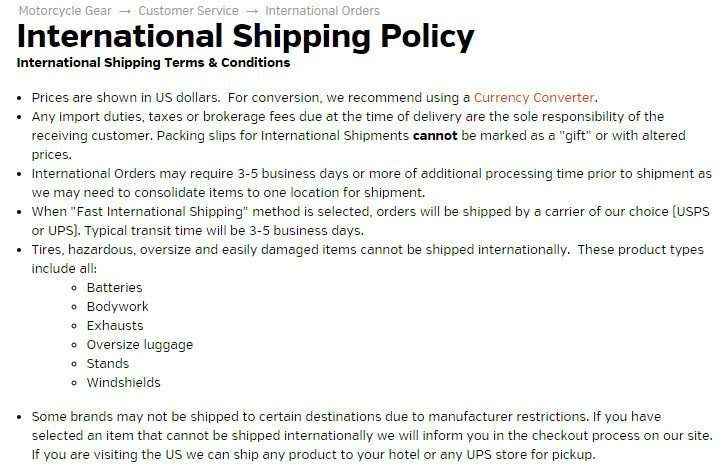 Motorcycle Gear → Customer Service → International Orders
International Shipping Policy
International Shipping Terms & Conditions
• Prices are shown in US dollars.  For conversion, we recommend using a Currency Converter.
• Any import duties, taxes or brokerage fees due at the time of delivery are the sole responsibility of the
receiving customer. Packing slips for International Shipments cannot be marked as a "gift" or with altered
prices.
• International Orders may require 3-5 business days or more of additional processing time prior to shipment as
we may need to consolidate items to one location for shipment.
• When "Fast International Shipping" method is selected, orders will be shipped by a carrier of our choice (USPS
or UPS). Typical transit time will be 3-5 business days.
• Tires, hazardous, oversize and easily damaged items cannot be shipped internationally.  These product types
include all:
◦ Batteries
◦ Bodywork
◦ Exhausts
◦ Oversize luggage
◦ Stands
◦ Windshields
• Some brands may not be shipped to certain destinations due to manufacturer restrictions. If you have
selected an item that cannot be shipped internationally we will inform you in the checkout process on our site.
If you are visiting the US we can ship any product to your hotel or any UPS store for pickup.